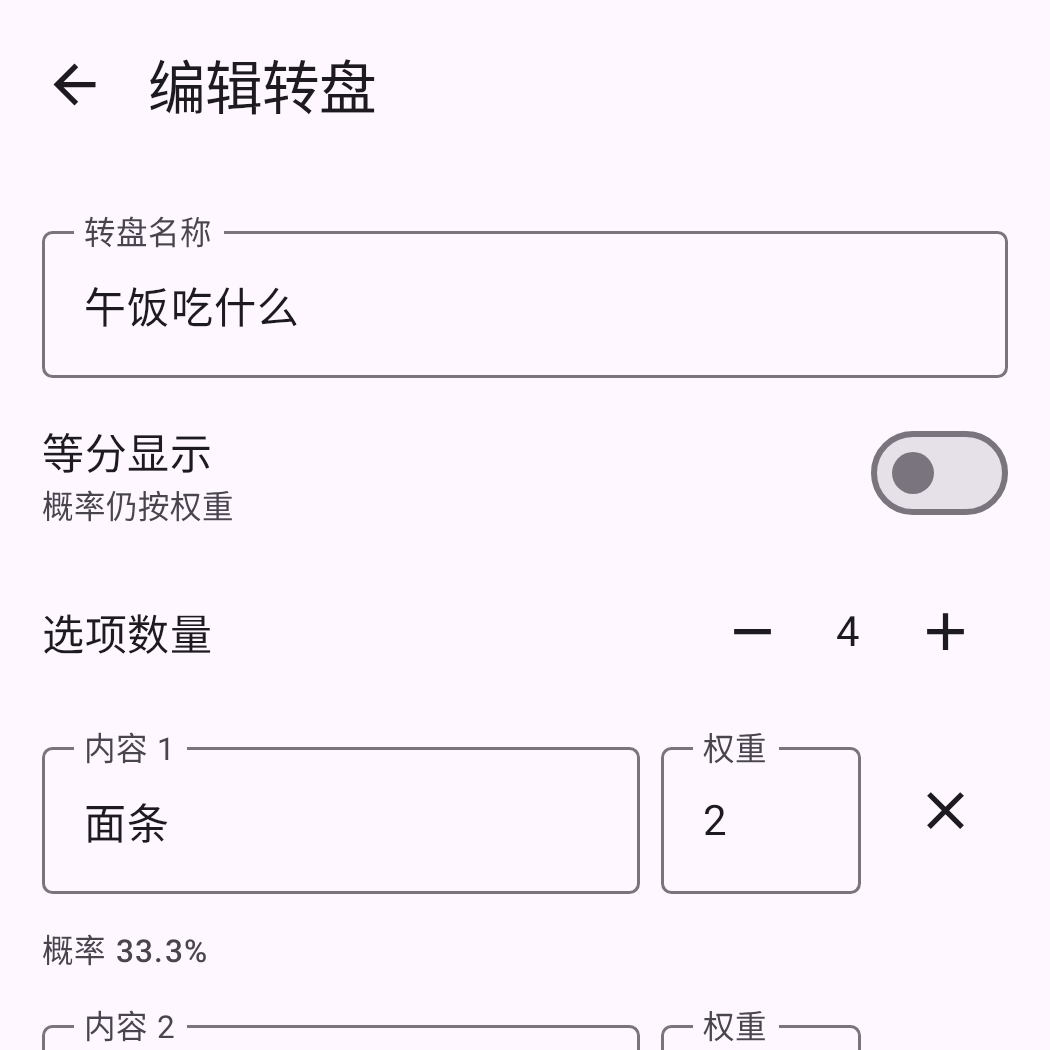 编辑转盘
转盘名称
午饭吃什么
等分显示
概率仍按权重
选项数量
4
内容 1
权重
面条
2
概率 33.3%
内容 2
权重